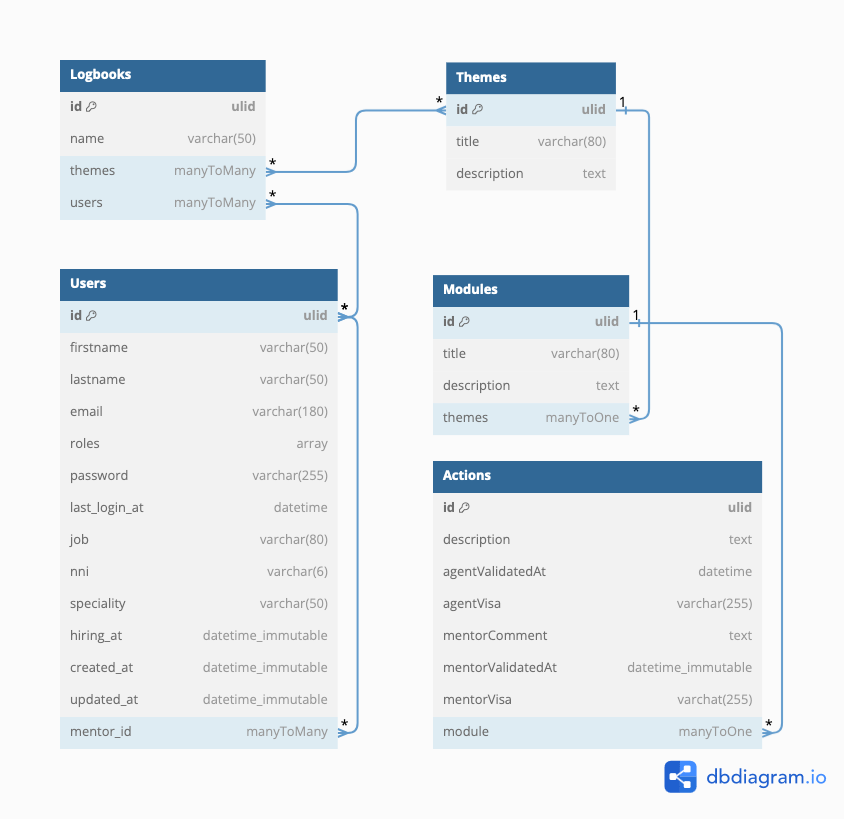 Logbooks
id ulid
name varchar(50)
themes manyToMany *
users manyToMany *
Themes
* id ulid 1
title varchar(80)
description text
Users
id ulid *
firstname varchar(50)
lastname varchar(50)
email varchar(180)
roles array
password varchar(255)
last_login_at datetime
job varchar(80)
nni varchar(6)
speciality varchar(50)
hiring_at datetime_immutable
created_at datetime_immutable
updated_at datetime_immutable
mentor_id manyToMany *
Modules
id ulid 1
title varchar(80)
description text
themes manyToOne *
Actions
id ulid
description text
agentValidatedAt datetime
agentVisa varchar(255)
mentorComment text
mentorValidatedAt datetime_immutable
mentorVisa varchat(255)
module manyToOne *
dbdiagram.io